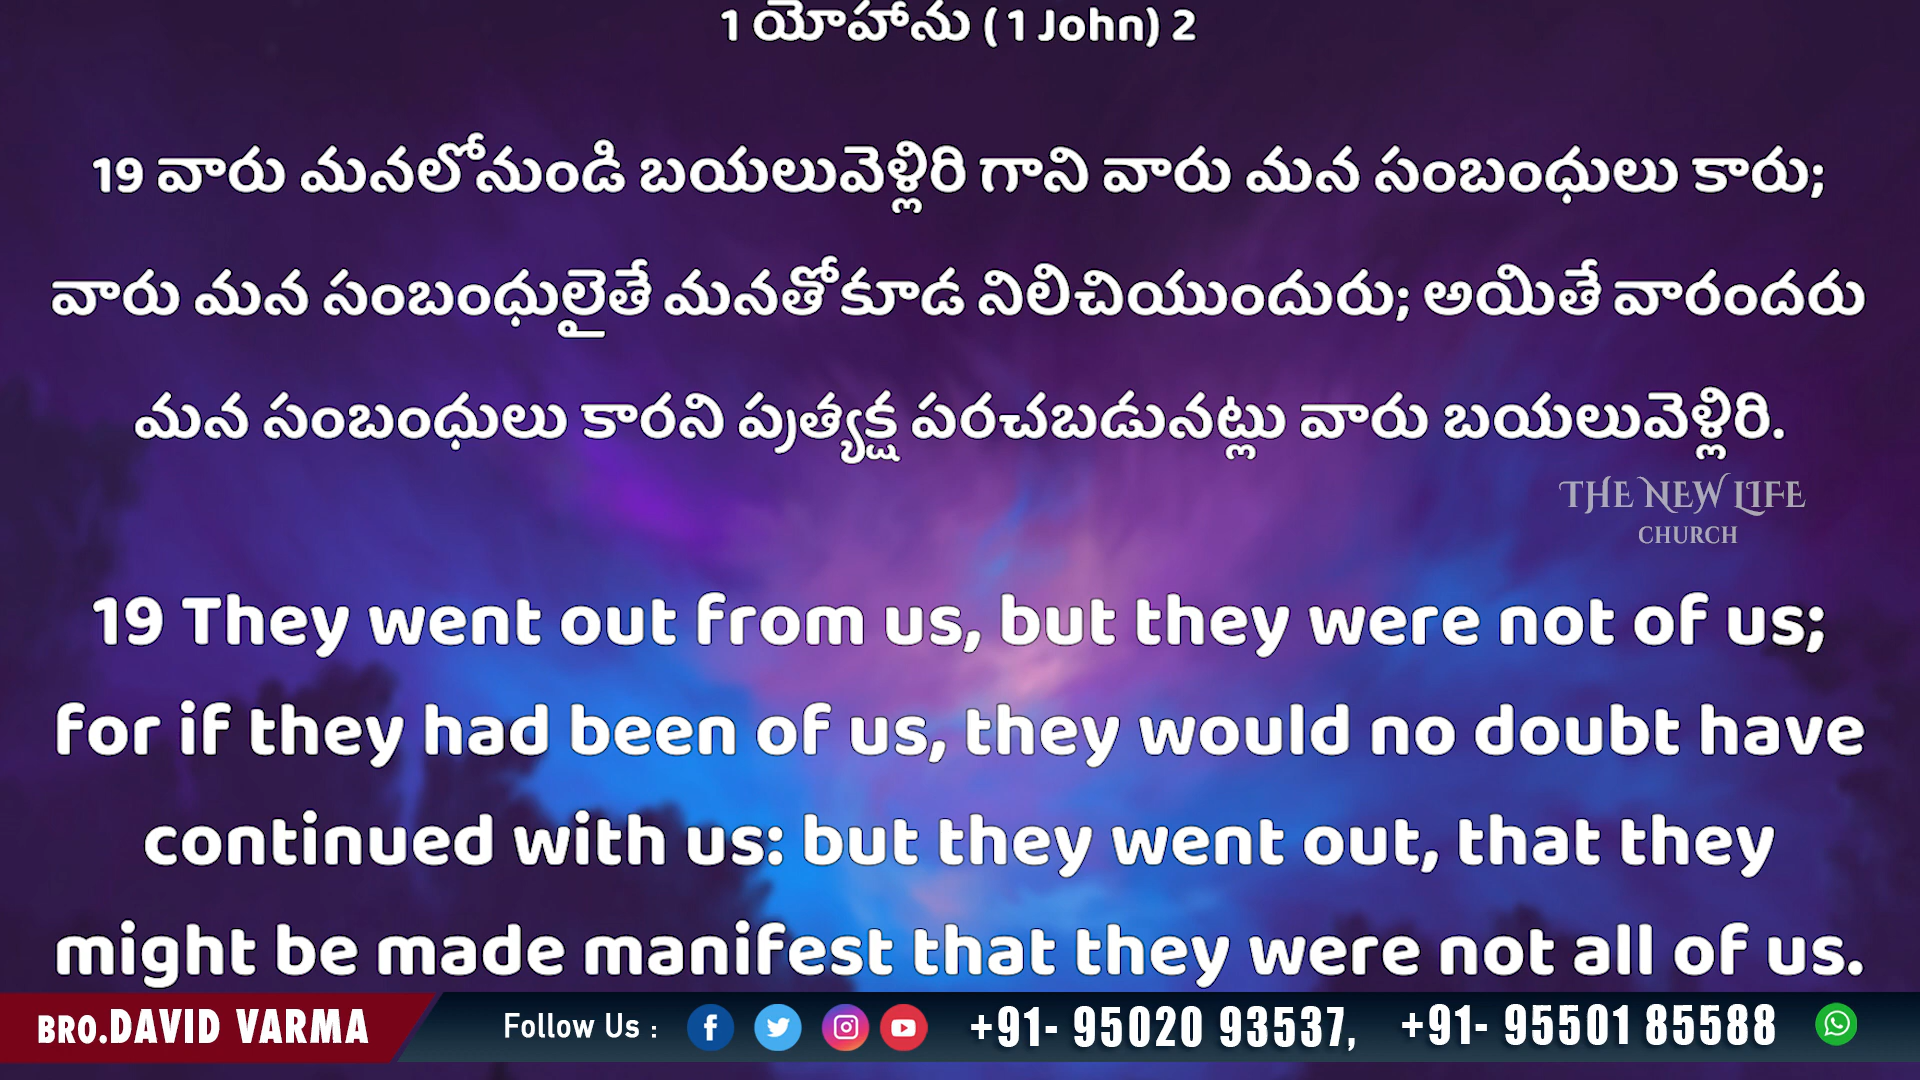 1 యోహాను ( 1 John) 2
19 వారు మనలోనుండి బయలువెళ్లిరి గాని వారు మన సంబంధులు కారు;
వారు మన సంబంధులైతే మనతోకూడ నిలిచియుందురు; అయితే వారందరు
మన సంబంధులు కారని ప్రత్యక్ష పరచబడునట్లు వారు బయలువెళ్లిరి.
THE NEW LIFE
CHURCH
19 They went out from us, but they were not of us;
for if they had been of us, they would no doubt have
continued with us: but they went out, that they
might be made manifest that they were not all of us.
BRO.DAVID VARMA Follow Us : +91- 95020 93537, +91- 95501 85588